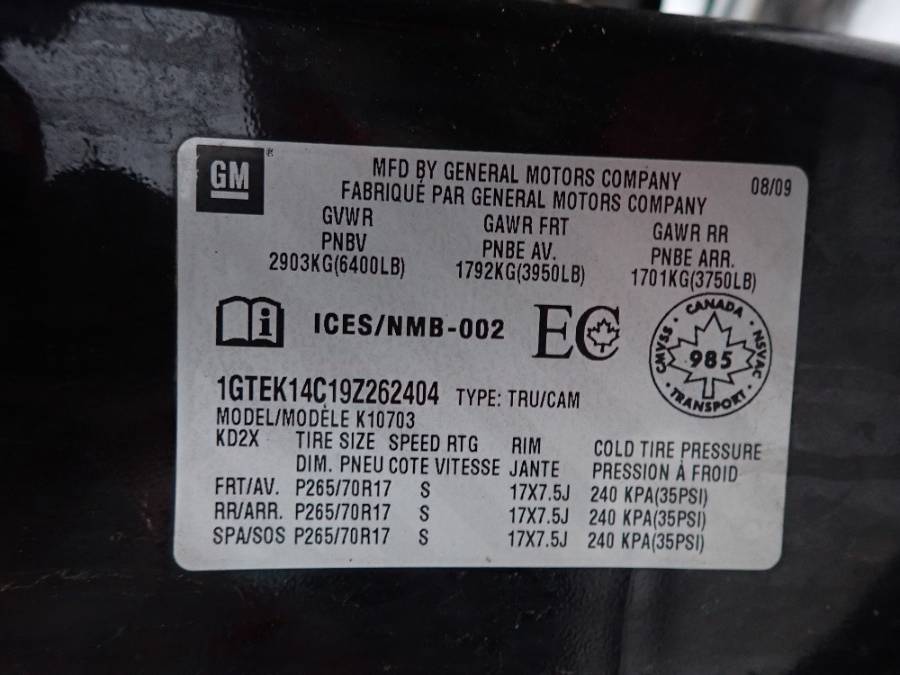 GM®
MFD BY GENERAL MOTORS COMPANY 08/09
FABRIQUÉ PAR GENERAL MOTORS COMPANY
GVWR GAWR FRT GAWR RR
PNBV PNBE AV. PNBE ARR.
2903KG(6400LB) 1792KG(3950LB) 1701KG(3750LB)
i ICES/NMB-002 EC
CANADA
CMVSS 985 NSVAC
TRANSPORT
1GTEK14C19Z262404 TYPE: TRU/CAM
MODEL/MODÈLE K10703
KD2X TIRE SIZE SPEED RTG RIM COLD TIRE PRESSURE
DIM. PNEU COTE VITESSE JANTE PRESSION À FROID
FRT/AV. P265/70R17 S 17X7.5J 240 KPA(35PSI)
RR/ARR. P265/70R17 S 17X7.5J 240 KPA(35PSI)
SPA/SOS P265/70R17 S 17X7.5J 240 KPA(35PSI)